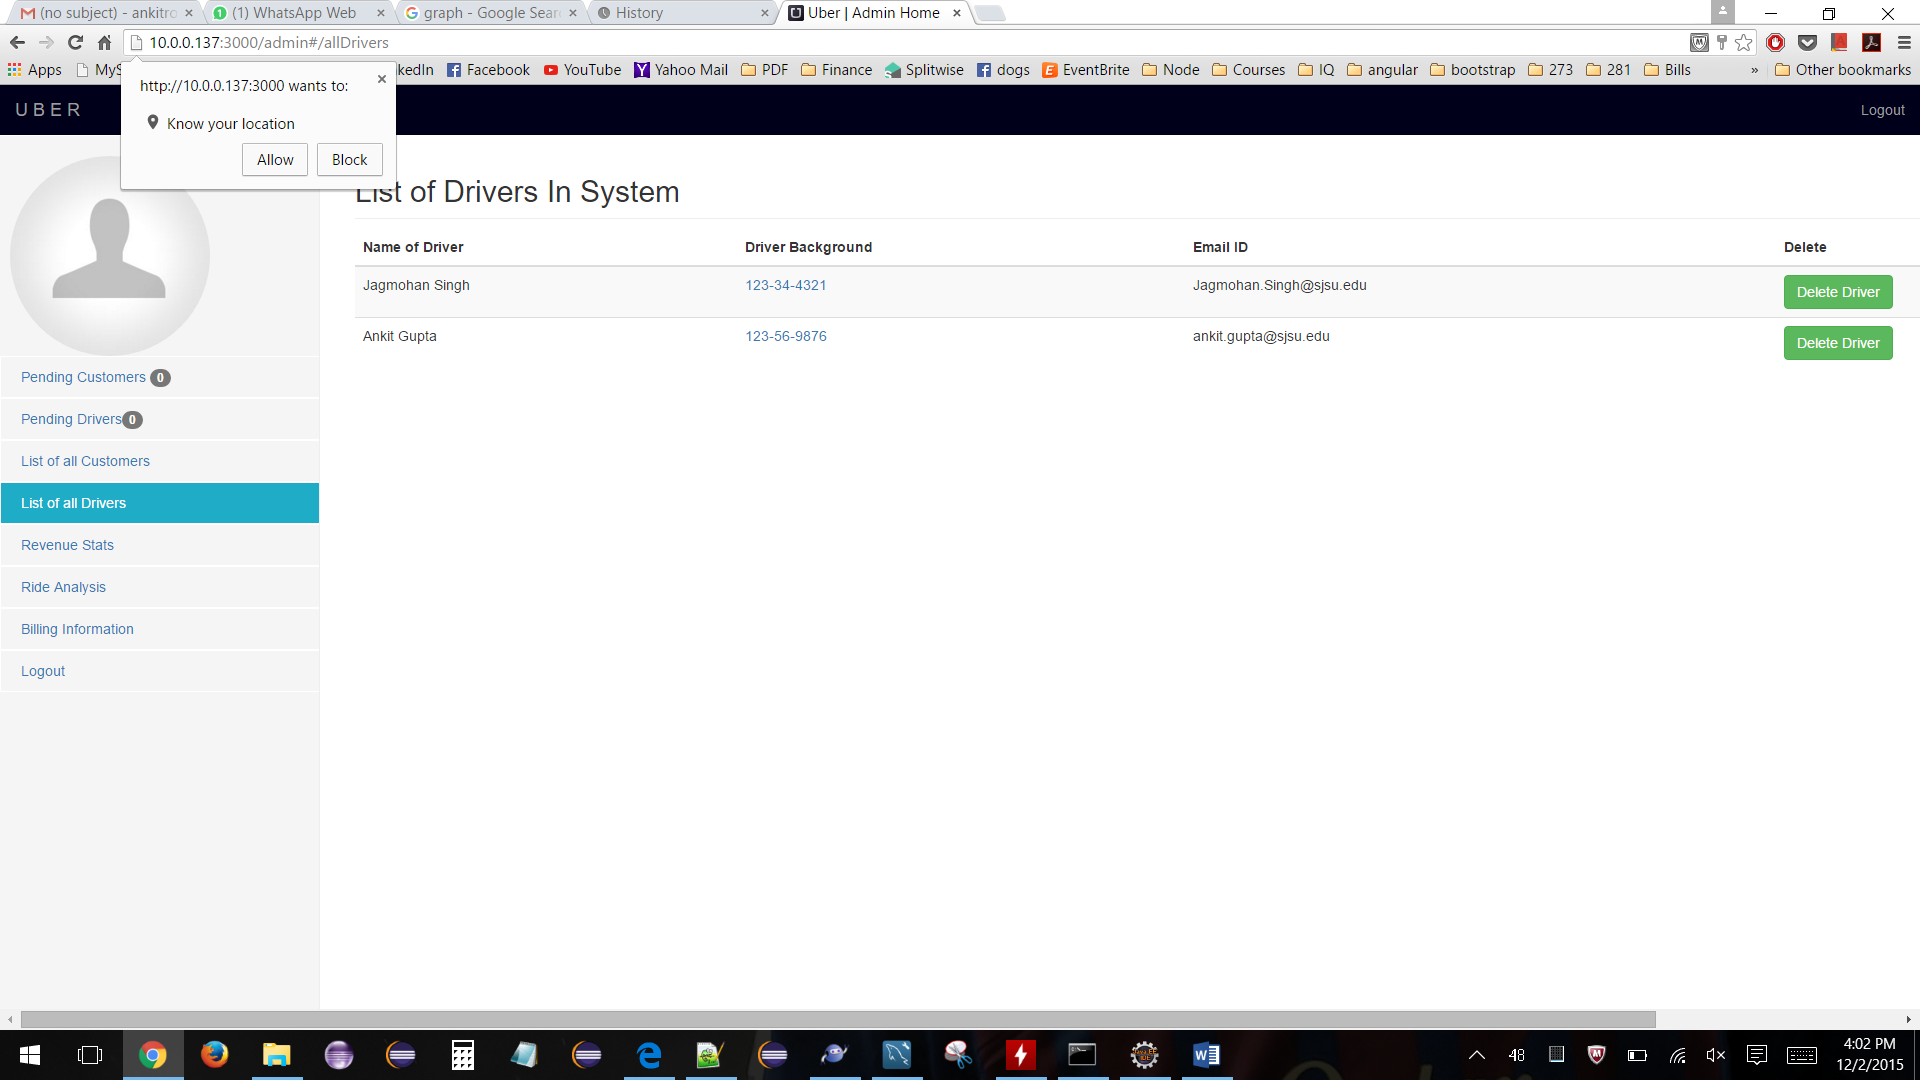 (no subject) - ankitro
(1) WhatsApp Web
graph - Google Sear
History
Uber | Admin Home
10.0.0.137:3000/admin#/allDrivers
Apps
MyS
kedIn
Facebook
YouTube
Yahoo Mail
PDF
Finance
Splitwise
dogs
EventBrite
Node
Courses
IQ
angular
bootstrap
273
281
Bills
»
Other bookmarks
http://10.0.0.137:3000 wants to:
Know your location
Allow
Block
UBER
Logout
List of Drivers In System
Name of Driver Driver Background Email ID Delete
Jagmohan Singh 123-34-4321 Jagmohan.Singh@sjsu.edu Delete Driver
Ankit Gupta 123-56-9876 ankit.gupta@sjsu.edu Delete Driver
Pending Customers 0
Pending Drivers 0
List of all Customers
List of all Drivers
Revenue Stats
Ride Analysis
Billing Information
Logout
48
4:02 PM
12/2/2015